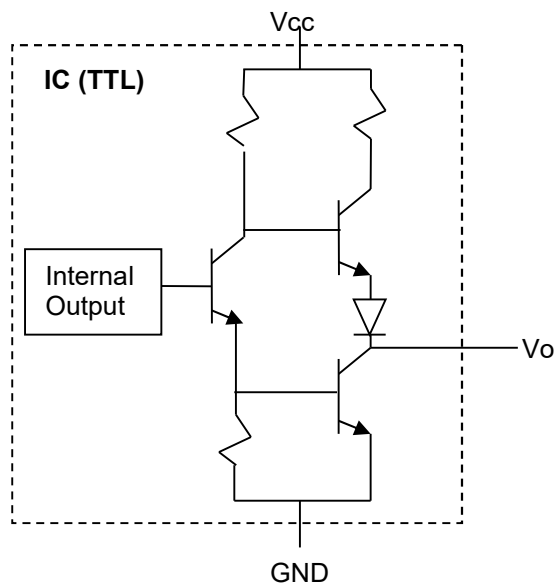 Vcc
IC (TTL)
Internal
Output
Vo
GND